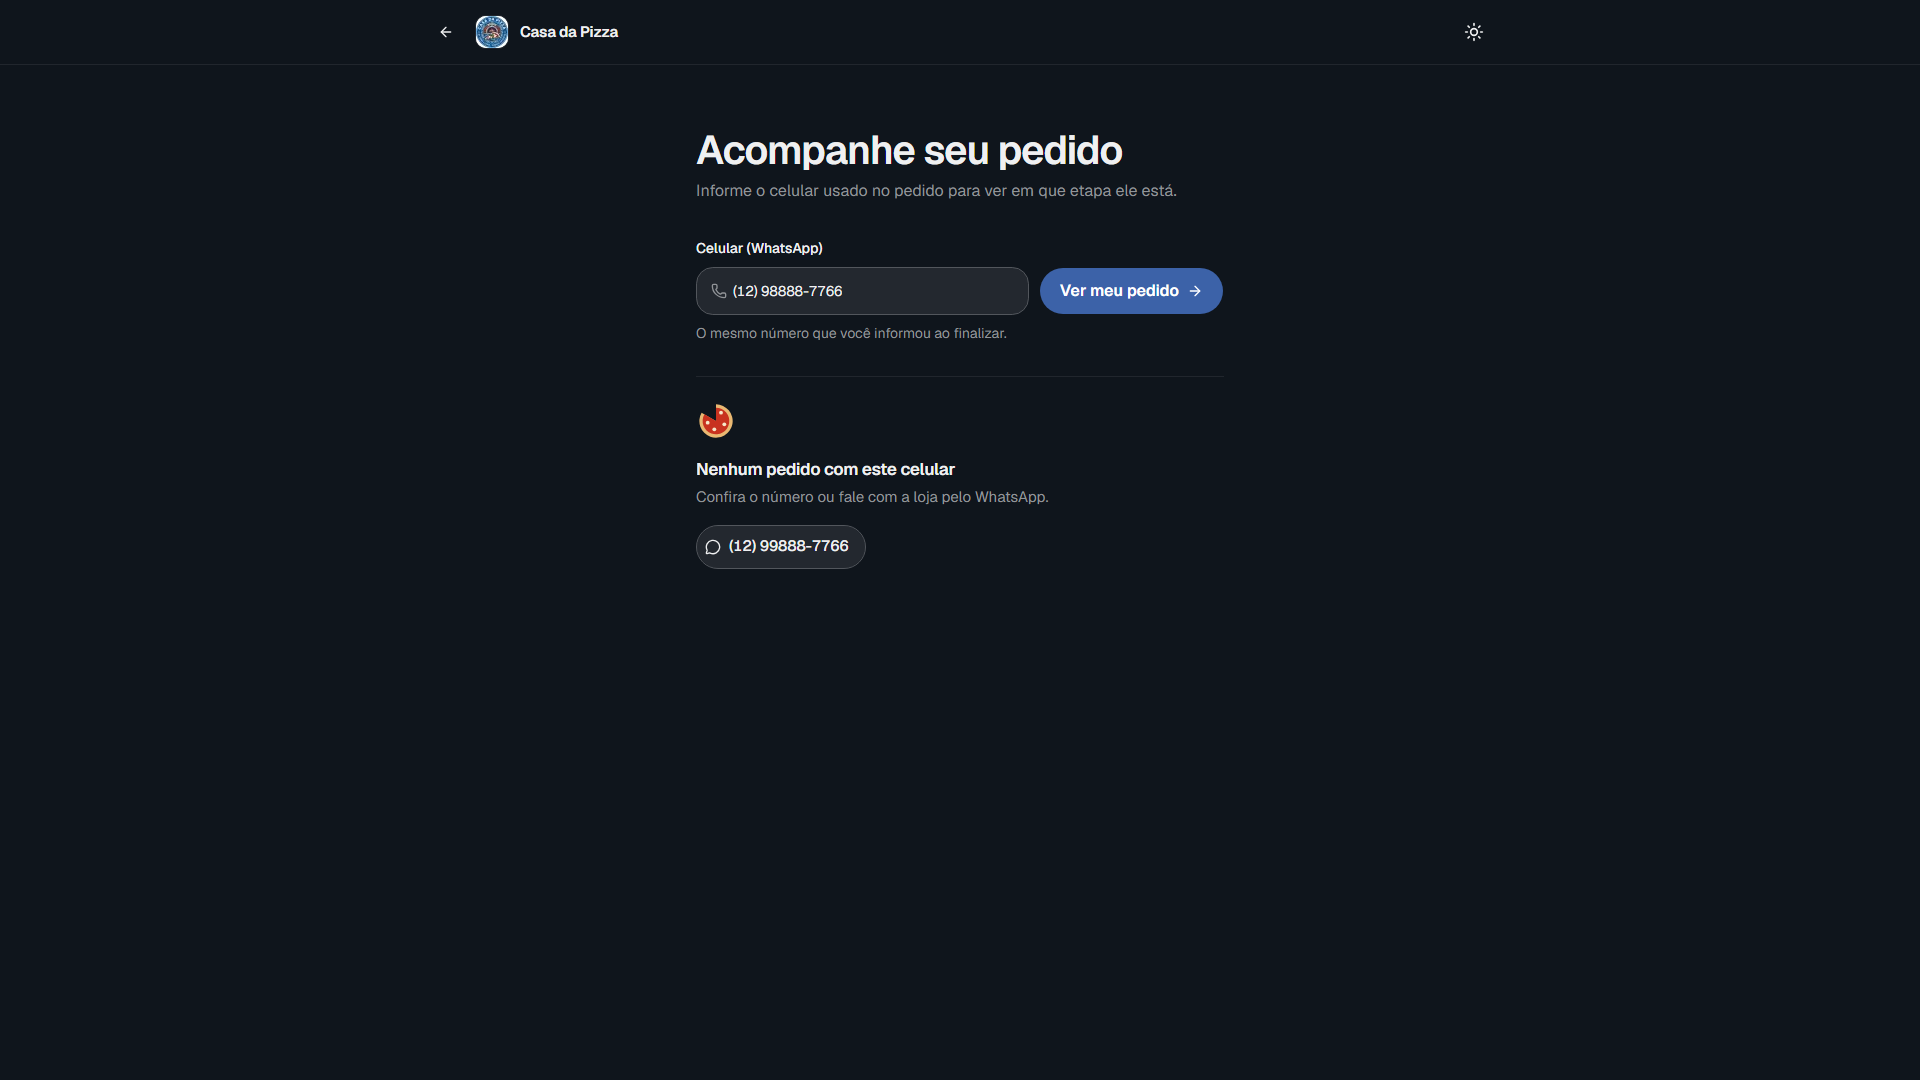 Casa da Pizza
Acompanhe seu pedido
Informe o celular usado no pedido para ver em que etapa ele está.
Celular (WhatsApp)
(12) 98888-7766
Ver meu pedido
O mesmo número que você informou ao finalizar.
Nenhum pedido com este celular
Confira o número ou fale com a loja pelo WhatsApp.
(12) 99888-7766